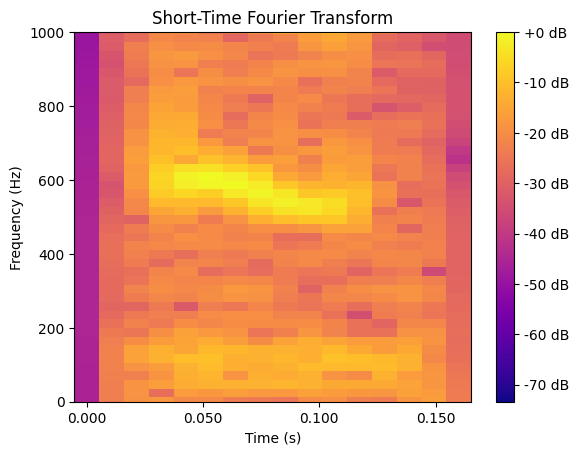 Short-Time Fourier Transform
1000
800
600
400
200
0
Frequency (Hz)
0.000
0.050
0.100
0.150
Time (s)
+0 dB
-10 dB
-20 dB
-30 dB
-40 dB
-50 dB
-60 dB
-70 dB